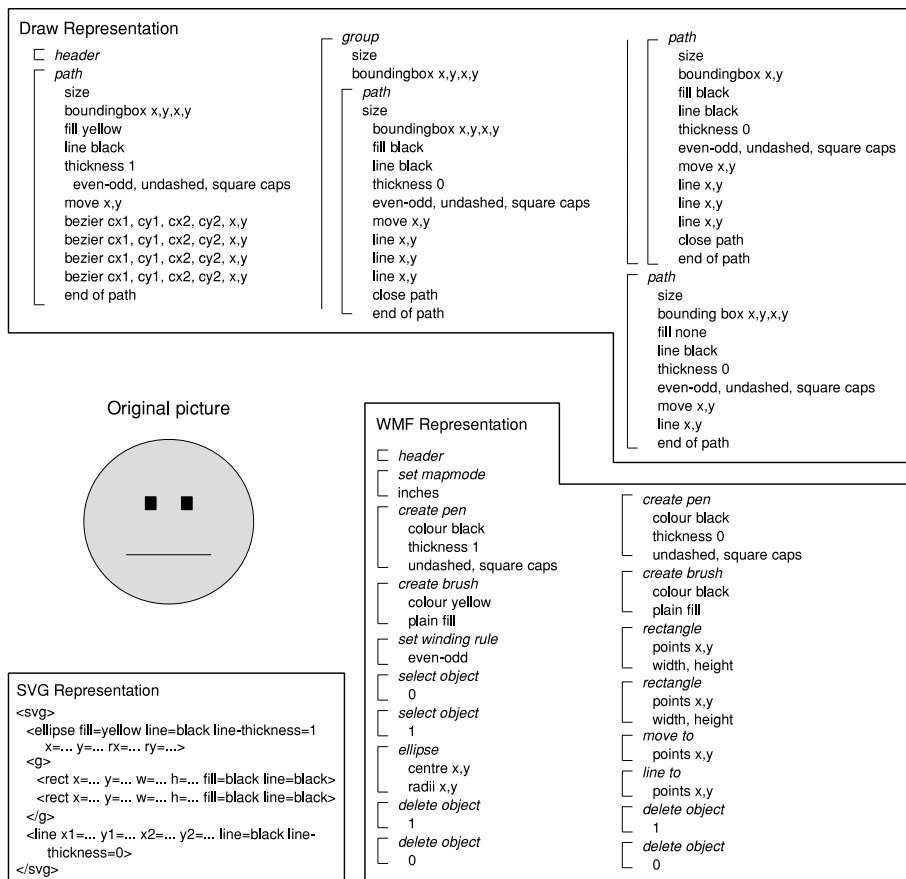 Draw Representation
header
path
size
boundingbox x,y,x,y
fill yellow
line black
thickness 1
even-odd, undashed, square caps
move x,y
bezier cx1, cy1, cx2, cy2, x,y
bezier cx1, cy1, cx2, cy2, x,y
bezier cx1, cy1, cx2, cy2, x,y
bezier cx1, cy1, cx2, cy2, x,y
end of path
group
size
boundingbox x,y,x,y
path
size
boundingbox x,y,x,y
fill black
line black
thickness 0
even-odd, undashed, square caps
move x,y
line x,y
line x,y
line x,y
close path
end of path
path
size
boundingbox x,y
fill black
line black
thickness 0
even-odd, undashed, square caps
move x,y
line x,y
line x,y
line x,y
close path
end of path
path
size
bounding box x,y,x,y
fill none
line black
thickness 0
even-odd, undashed, square caps
move x,y
line x,y
end of path
Original picture
SVG Representation
<svg>
<ellipse fill=yellow line=black line-thickness=1
x=... y=... rx=... ry=...>
<g>
<rect x=... y=... w=... h=... fill=black line=black>
<rect x=... y=... w=... h=... fill=black line=black>
</g>
<line x1=... y1=... x2=... y2=... line=black line-
thickness=0>
</svg>
WMF Representation
header
set mapmode
inches
create pen
colour black
thickness 1
undashed, square caps
create brush
colour yellow
plain fill
set winding rule
even-odd
select object
0
select object
1
ellipse
centre x,y
radii x,y
delete object
1
delete object
0
create pen
colour black
thickness 0
undashed, square caps
create brush
colour black
plain fill
rectangle
points x,y
width, height
rectangle
points x,y
width, height
move to
points x,y
line to
points x,y
delete object
1
delete object
0